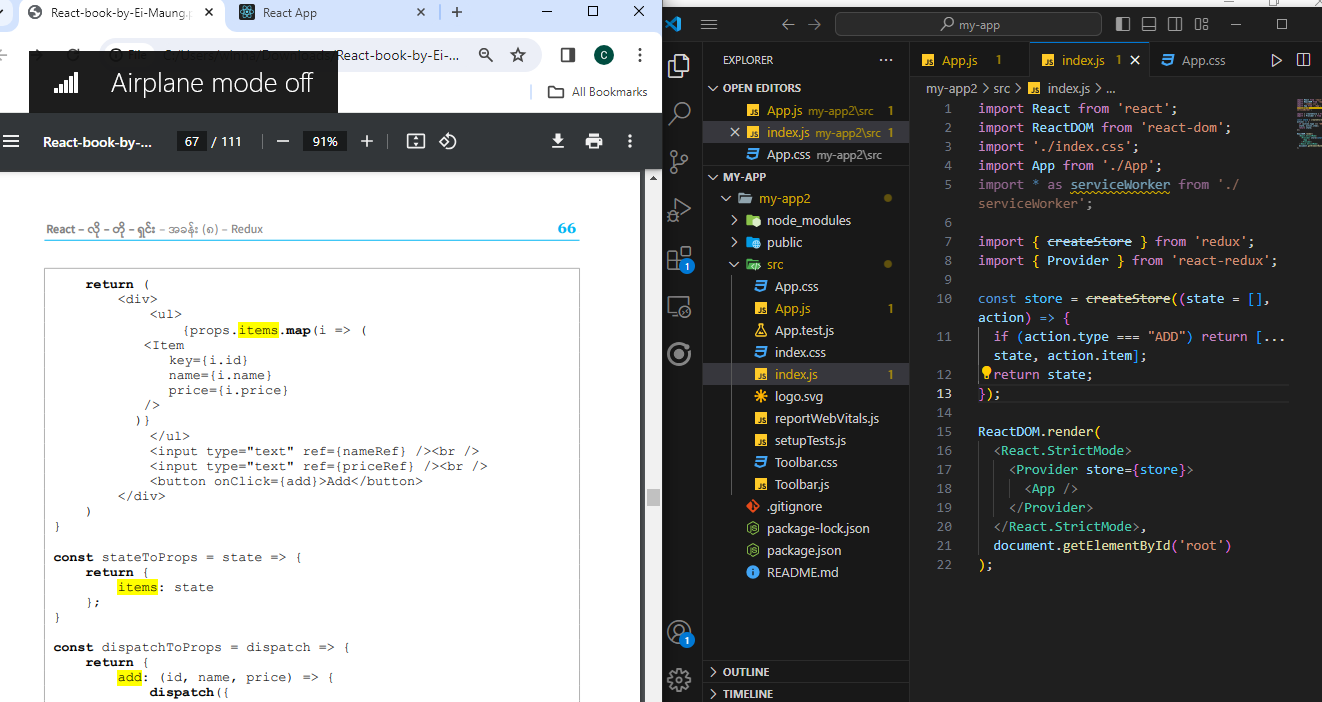 React-book-by-Ei-Maung.p
React App
React-book-by-Ei-...
C
Airplane mode off
All Bookmarks
React-book-by-...
67 / 111
91%
React – လို – တို – ရှင်း – အခန်း (၈) – Redux
66
return (
<div>
<ul>
{props.items.map(i => (
<Item
key={i.id}
name={i.name}
price={i.price}
/>
)}
</ul>
<input type="text" ref={nameRef} /><br />
<input type="text" ref={priceRef} /><br />
<button onClick={add}>Add</button>
</div>
)
}
const stateToProps = state => {
return {
items: state
};
}
const dispatchToProps = dispatch => {
return {
add: (id, name, price) => {
dispatch({
my-app
EXPLORER
OPEN EDITORS
App.js my-app2\src 1
index.js my-app2\src 1
App.css my-app2\src
MY-APP
my-app2
node_modules
public
src
App.css
App.js 1
App.test.js
index.css
index.js 1
logo.svg
reportWebVitals.js
setupTests.js
Toolbar.css
Toolbar.js
.gitignore
package-lock.json
package.json
README.md
OUTLINE
TIMELINE
1
1
App.js 1
index.js 1
App.css
my-app2 > src > index.js > ...
1 import React from 'react';
2 import ReactDOM from 'react-dom';
3 import './index.css';
4 import App from './App';
5 import * as serviceWorker from './
serviceWorker';
6
7 import { createStore } from 'redux';
8 import { Provider } from 'react-redux';
9
10 const store = createStore((state = [],
action) => {
11 if (action.type === "ADD") return [...
state, action.item];
12 return state;
13 });
14
15 ReactDOM.render(
16 <React.StrictMode>
17 <Provider store={store}>
18 <App />
19 </Provider>
20 </React.StrictMode>,
21 document.getElementById('root')
22 );